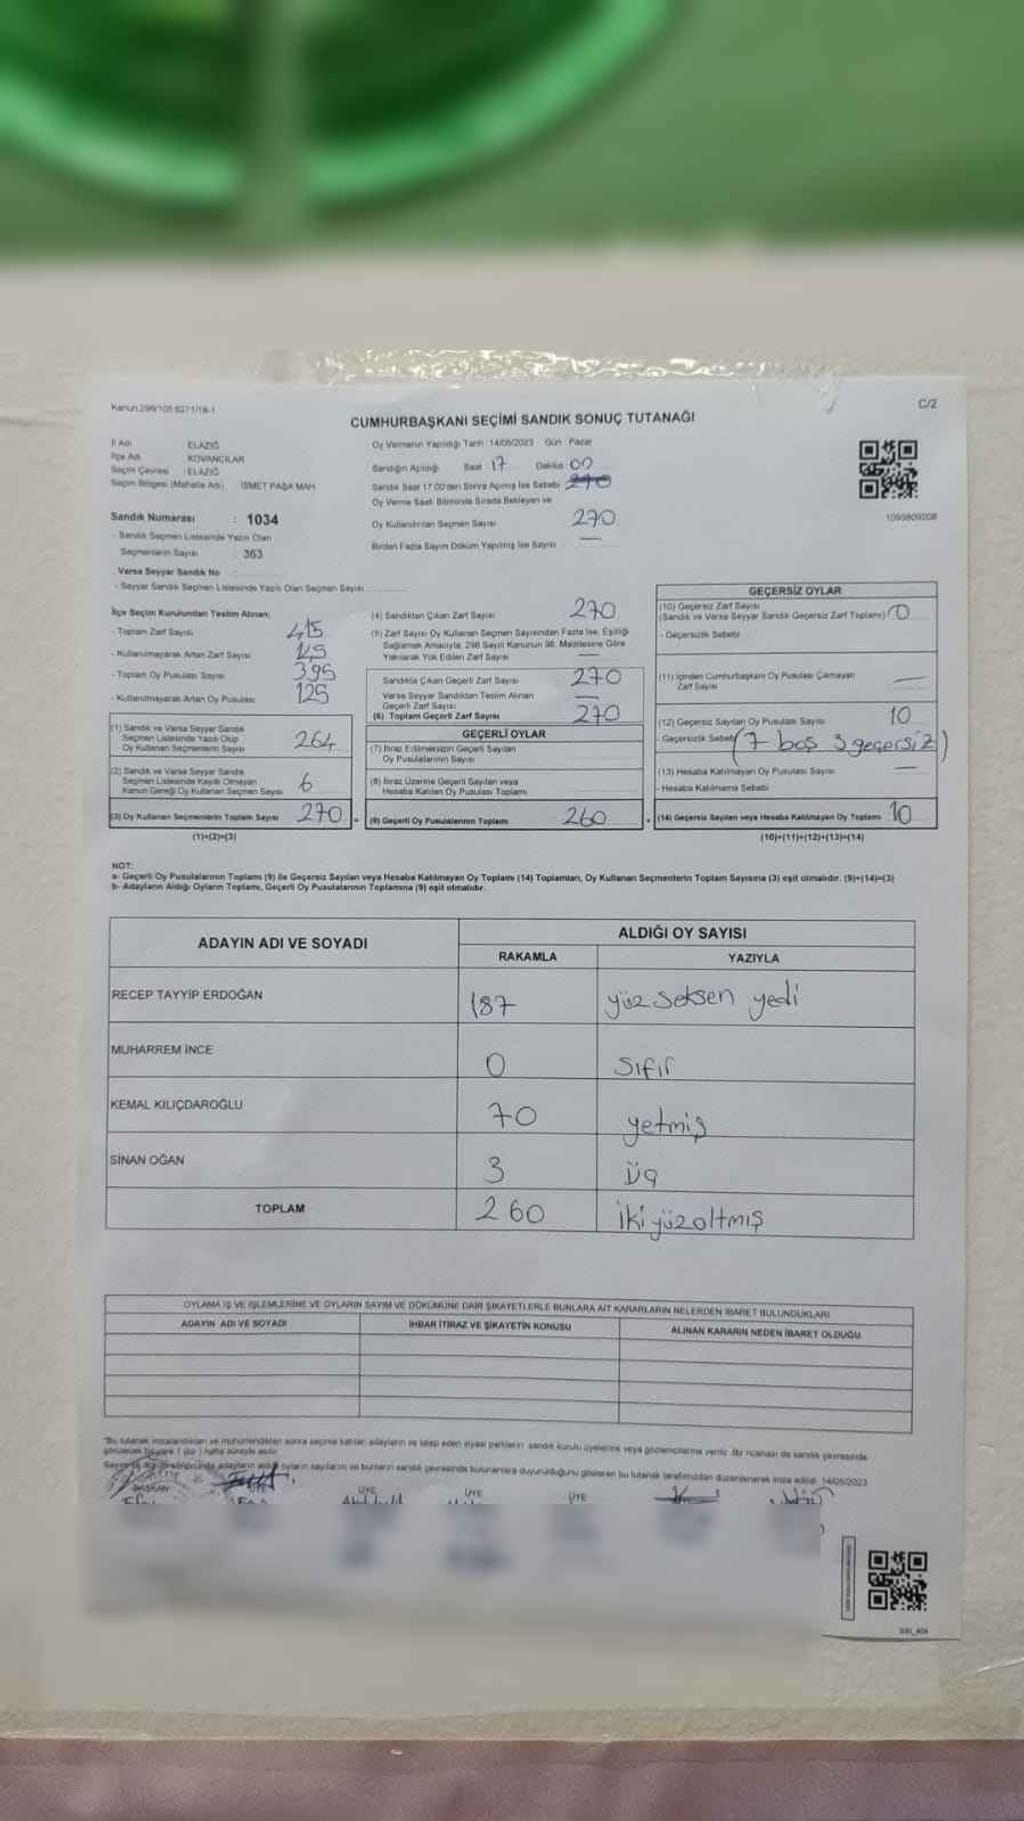 Kanun:298/105 6271/18-1
C/2
CUMHURBAŞKANI SEÇİMİ SANDIK SONUÇ TUTANAĞI
İl Adı ELAZIĞ
İlçe Adı KOVANCILAR
Seçim Çevresi : ELAZIĞ
Seçim Bölgesi (Mahalle Adı) İSMET PAŞA MAH.
Sandık Numarası : 1034
- Sandık Seçmen Listesinde Yazılı Olan
Seçmenlerin Sayısı 363
Varsa Seyyar Sandık No
- Seyyar Sandık Seçmen Listesinde Yazılı Olan Seçmen Sayısı
Oy Vermenin Yapıldığı Tarih : 14/05/2023 Gün : Pazar
Sandığın Açıldığı Saat 17 Dakika 00
Sandık Saat 17.00'den Sonra Açılmış İse Sebebi
Oy Verme Saati Bitiminde Sırada Bekleyen ve
Oy Kullandırılan Seçmen Sayısı 270
Birden Fazla Sayım Döküm Yapılmış İse Sayısı —
1093809208
İlçe Seçim Kurulundan Teslim Alınan;
- Toplam Zarf Sayısı 415
- Kullanılmayarak Artan Zarf Sayısı
- Toplam Oy Pusulası Sayısı 395
- Kullanılmayarak Artan Oy Pusulası 125
(1) Sandık ve Varsa Seyyar Sandık
Seçmen Listesinde Yazılı Olup
Oy Kullanan Seçmenlerin Sayısı 264
(2) Sandık ve Varsa Seyyar Sandık
Seçmen Listesinde Kayıtlı Olmayan
Kanun Gereği Oy Kullanan Seçmen Sayısı 6
(3) Oy Kullanan Seçmenlerin Toplam Sayısı 270
(1)+(2)=(3)
(4) Sandıktan Çıkan Zarf Sayısı 270
(5) Zarf Sayısı Oy Kullanan Seçmen Sayısından Fazla İse, Eşitliği
Sağlamak Amacıyla, 298 Sayılı Kanunun 98. Maddesine Göre
Yakılarak Yok Edilen Zarf Sayısı —
Sandıkta Çıkan Geçerli Zarf Sayısı 270
Varsa Seyyar Sandıktan Teslim Alınan
Geçerli Zarf Sayısı —
(6) Toplam Geçerli Zarf Sayısı 270
GEÇERLİ OYLAR
(7) İtiraz Edilmeksizin Geçerli Sayılan
Oy Pusulalarının Sayısı
(8) İtiraz Üzerine Geçerli Sayılan veya
Hesaba Katılan Oy Pusulası Toplamı
(9) Geçerli Oy Pusulalarının Toplamı 260
GEÇERSİZ OYLAR
(10) Geçersiz Zarf Sayısı
(Sandık ve Varsa Seyyar Sandık Geçersiz Zarf Toplamı) 0
- Geçersizlik Sebebi
(11) İçinden Cumhurbaşkanı Oy Pusulası Çıkmayan
Zarf Sayısı —
(12) Geçersiz Sayılan Oy Pusulası Sayısı 10
- Geçersizlik Sebebi (7 boş 3 geçersiz)
(13) Hesaba Katılmayan Oy Pusulası Sayısı —
- Hesaba Katılmama Sebebi
(14) Geçersiz Sayılan veya Hesaba Katılmayan Oy Toplamı 10
(10)+(11)+(12)+(13)=(14)
NOT:
a- Geçerli Oy Pusulalarının Toplamı (9) ile Geçersiz Sayılan veya Hesaba Katılmayan Oy Toplamı (14) Toplamları, Oy Kullanan Seçmenlerin Toplam Sayısına (3) eşit olmalıdır. (9)+(14)=(3)
b- Adayların Aldığı Oyların Toplamı, Geçerli Oy Pusulalarının Toplamına (9) eşit olmalıdır.
ADAYIN ADI VE SOYADI
ALDIĞI OY SAYISI
RAKAMLA YAZIYLA
RECEP TAYYİP ERDOĞAN 187 yüz seksen yedi
MUHARREM İNCE 0 sıfır
KEMAL KILIÇDAROĞLU 70 yetmiş
SİNAN OĞAN 3 üç
TOPLAM 260 iki yüz altmış
OYLAMA İŞ VE İŞLEMLERİNE VE OYLARIN SAYIM VE DÖKÜMÜNE DAİR ŞİKAYETLERLE BUNLARA AİT KARARLARIN NELERDEN İBARET BULUNDUKLARI
ADAYIN ADI VE SOYADI İHBAR İTİRAZ VE ŞİKAYETİN KONUSU ALINAN KARARIN NEDEN İBARET OLDUĞU
BAŞKAN ÜYE ÜYE ÜYE ÜYE